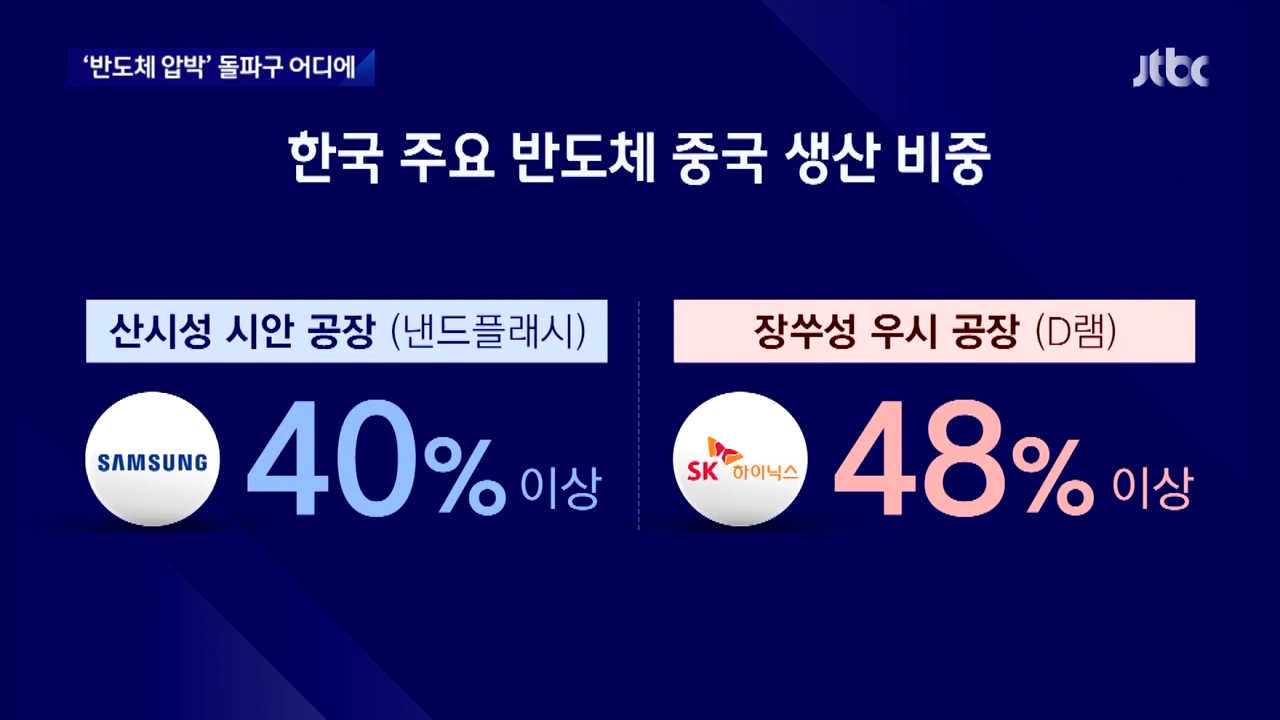 ‘반도체 압박’ 돌파구 어디에
jtbc
한국 주요 반도체 중국 생산 비중
산시성 시안 공장 (낸드플래시)
SAMSUNG
40% 이상
장쑤성 우시 공장 (D램)
SK 하이닉스
48% 이상